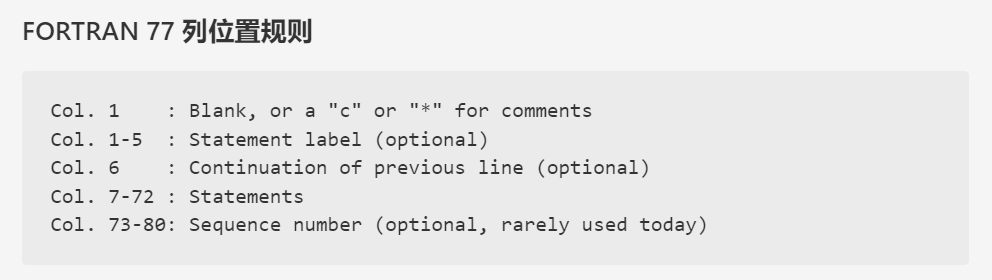 FORTRAN 77 列位置规则
Col. 1    : Blank, or a "c" or "*" for comments
Col. 1-5  : Statement label (optional)
Col. 6    : Continuation of previous line (optional)
Col. 7-72 : Statements
Col. 73-80: Sequence number (optional, rarely used today)